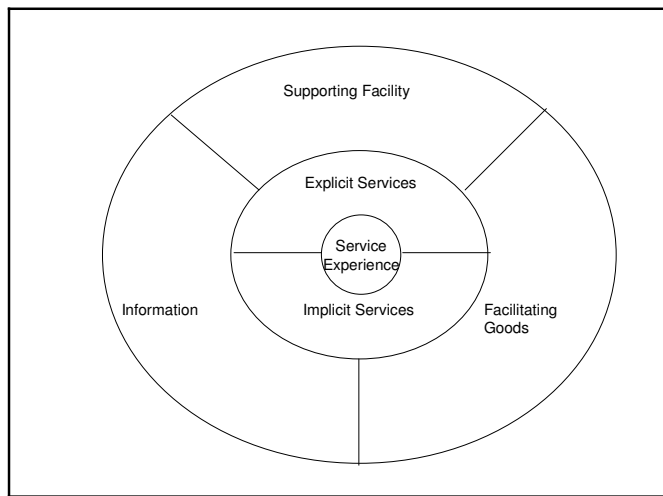 Supporting Facility
Explicit Services
Service
Experience
Information
Implicit Services
Facilitating
Goods